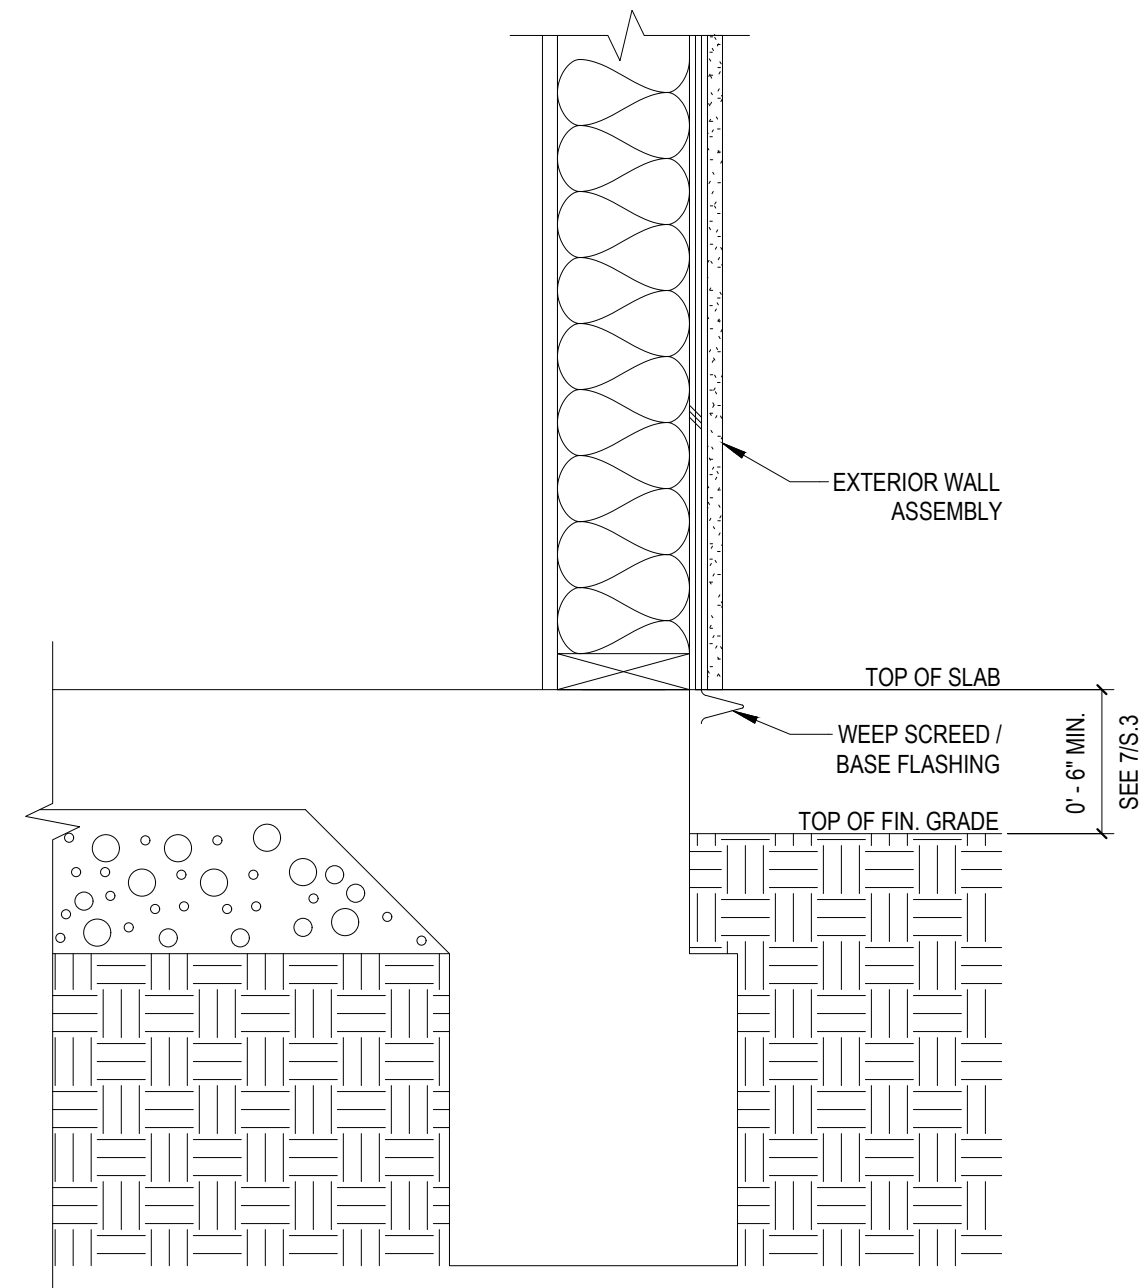 EXTERIOR WALL
ASSEMBLY
TOP OF SLAB
WEEP SCREED /
BASE FLASHING
TOP OF FIN. GRADE
0' - 6" MIN.
SEE 7/S.3